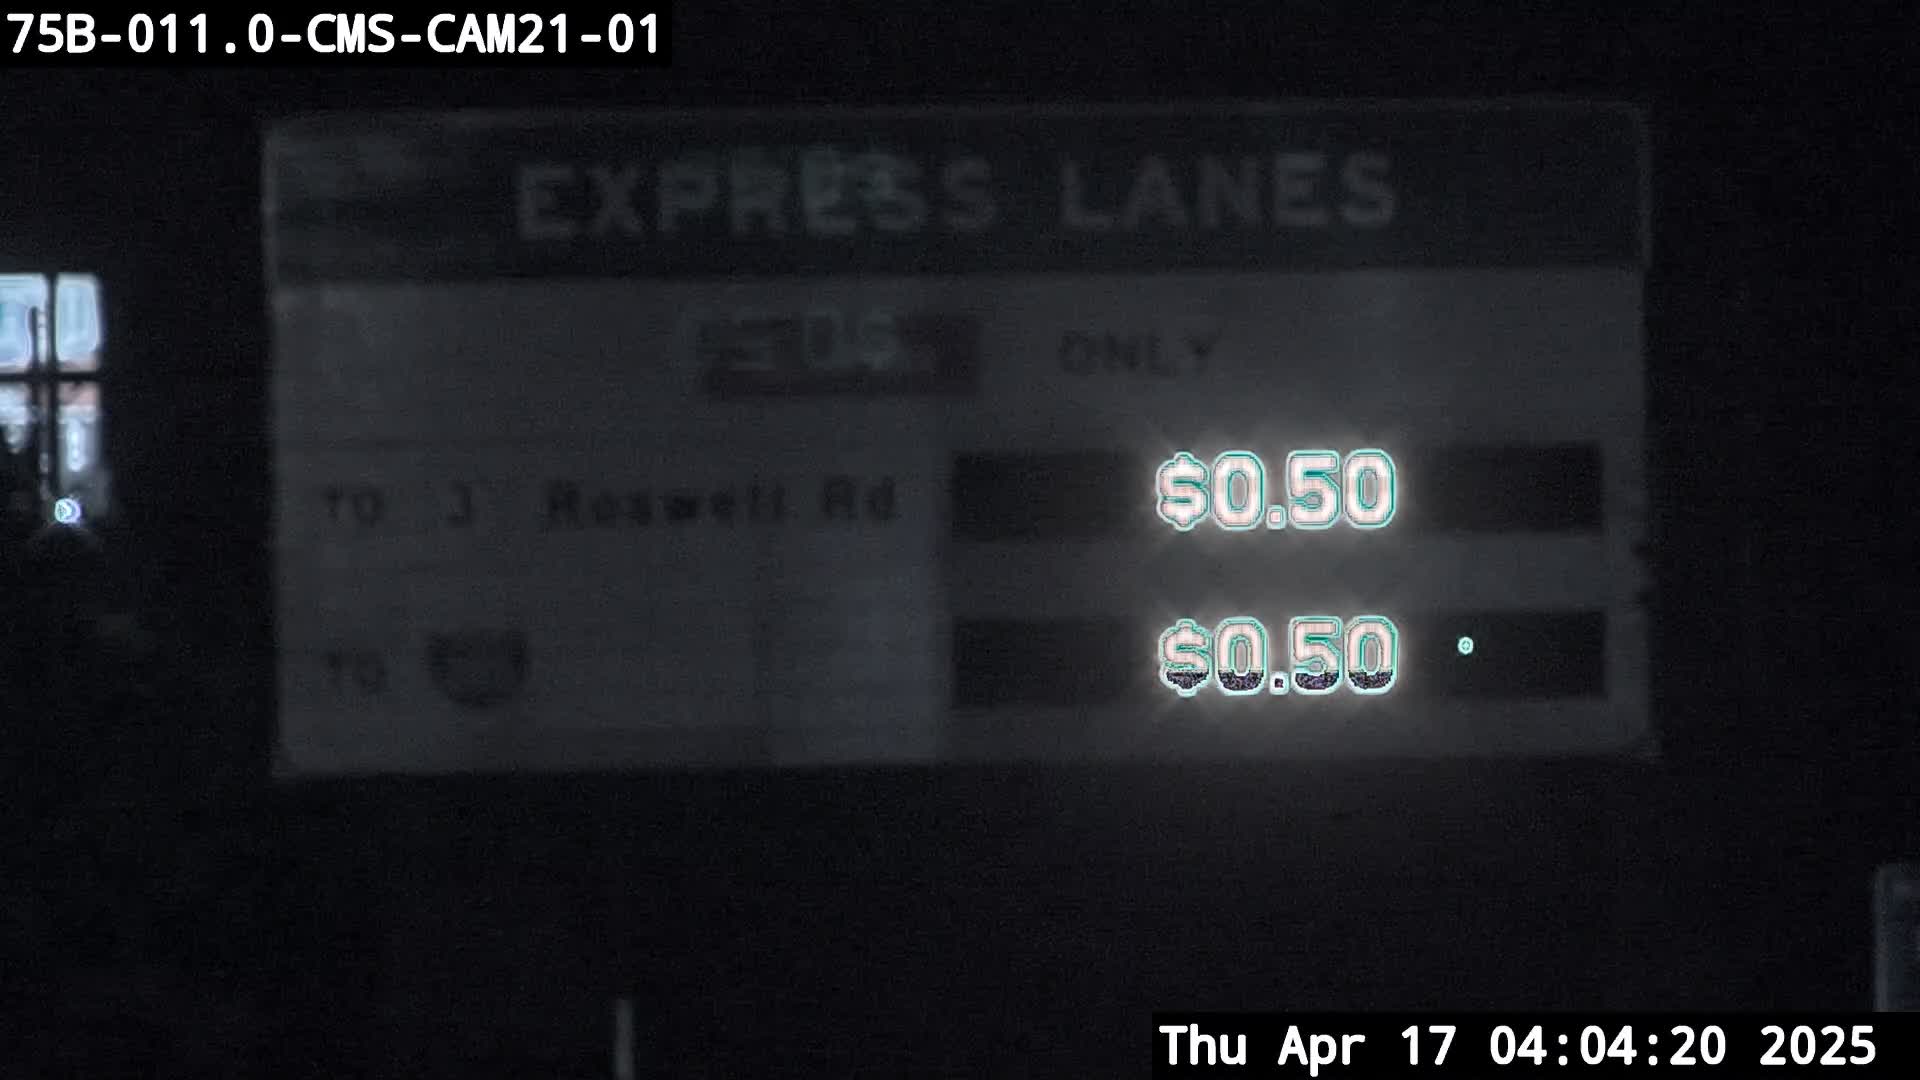 75B-011.0-CMS-CAM21-01
EXPRESS LANES
ONLY
TO J Roswell Rd $0.50
TO $0.50
Thu Apr 17 04:04:20 2025